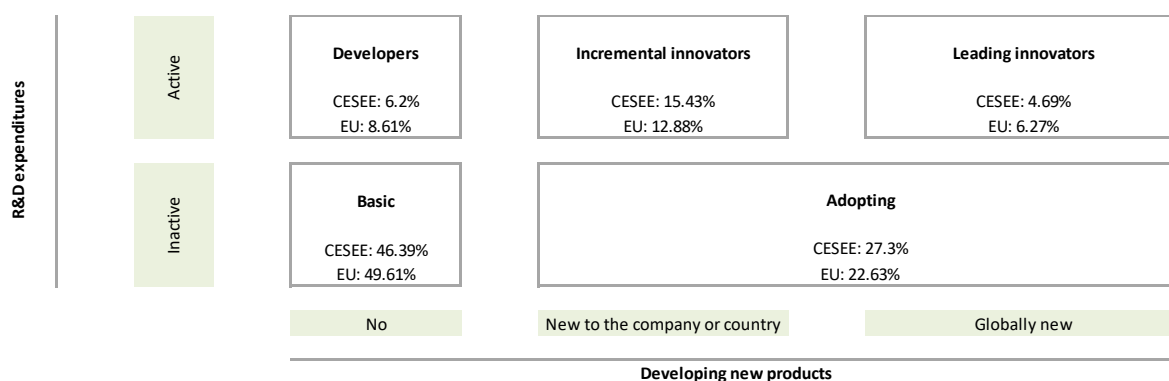 R&D expenditures
Active
Developers
CESEE: 6.2%
EU: 8.61%
Incremental innovators
CESEE: 15.43%
EU: 12.88%
Leading innovators
CESEE: 4.69%
EU: 6.27%
Inactive
Basic
CESEE: 46.39%
EU: 49.61%
Adopting
CESEE: 27.3%
EU: 22.63%
No
New to the company or country
Globally new
Developing new products